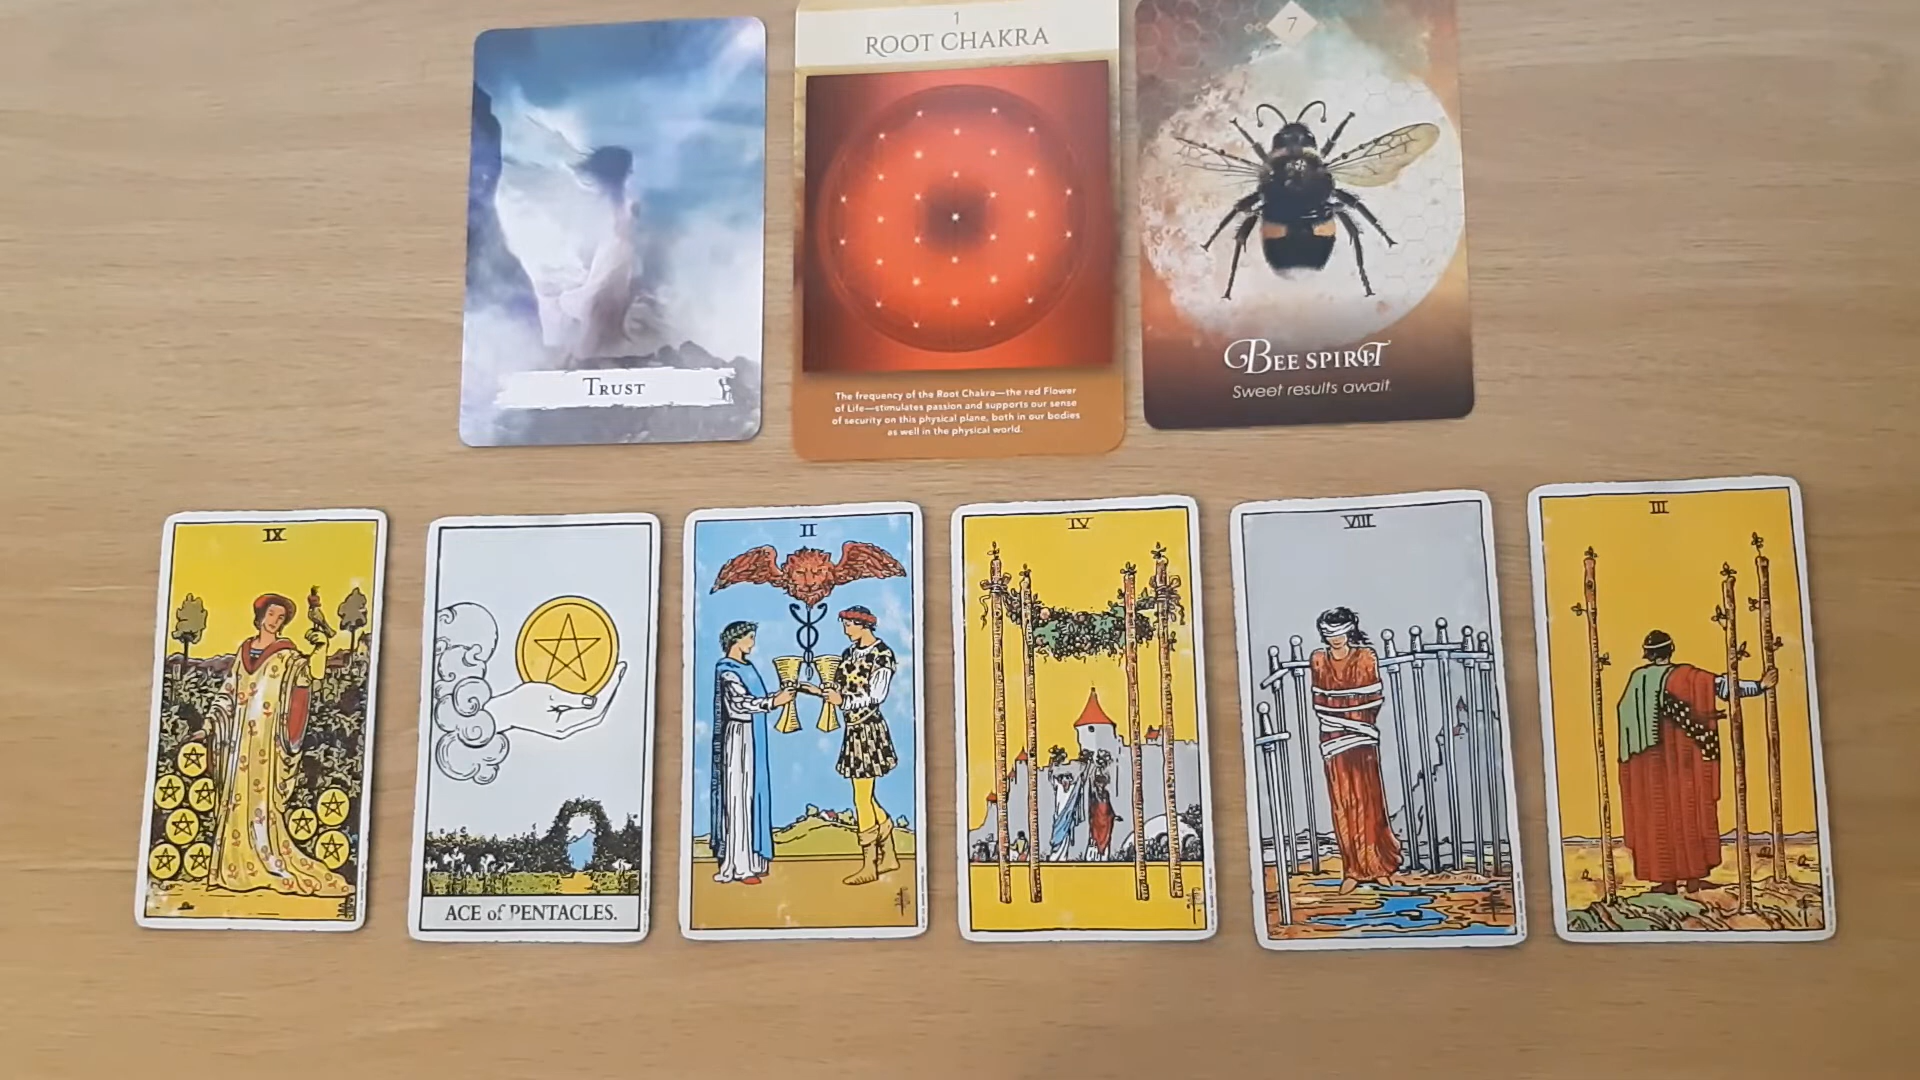 TRUST
1
ROOT CHAKRA
The frequency of the Root Chakra—the red Flower
of Life—stimulates passion and supports our sense
of security on this physical plane, both in our bodies
as well in the physical world.
7
BEE SPIRIT
Sweet results await.
IX
ACE of PENTACLES.
II
IV
VIII
III